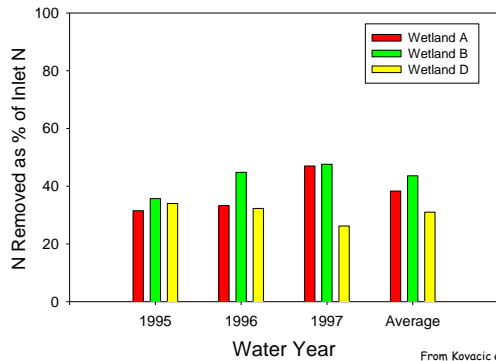 100
80
60
40
20
0
N Removed as % of Inlet N
Wetland A
Wetland B
Wetland D
1995 1996 1997 Average
Water Year
From Kovacic e